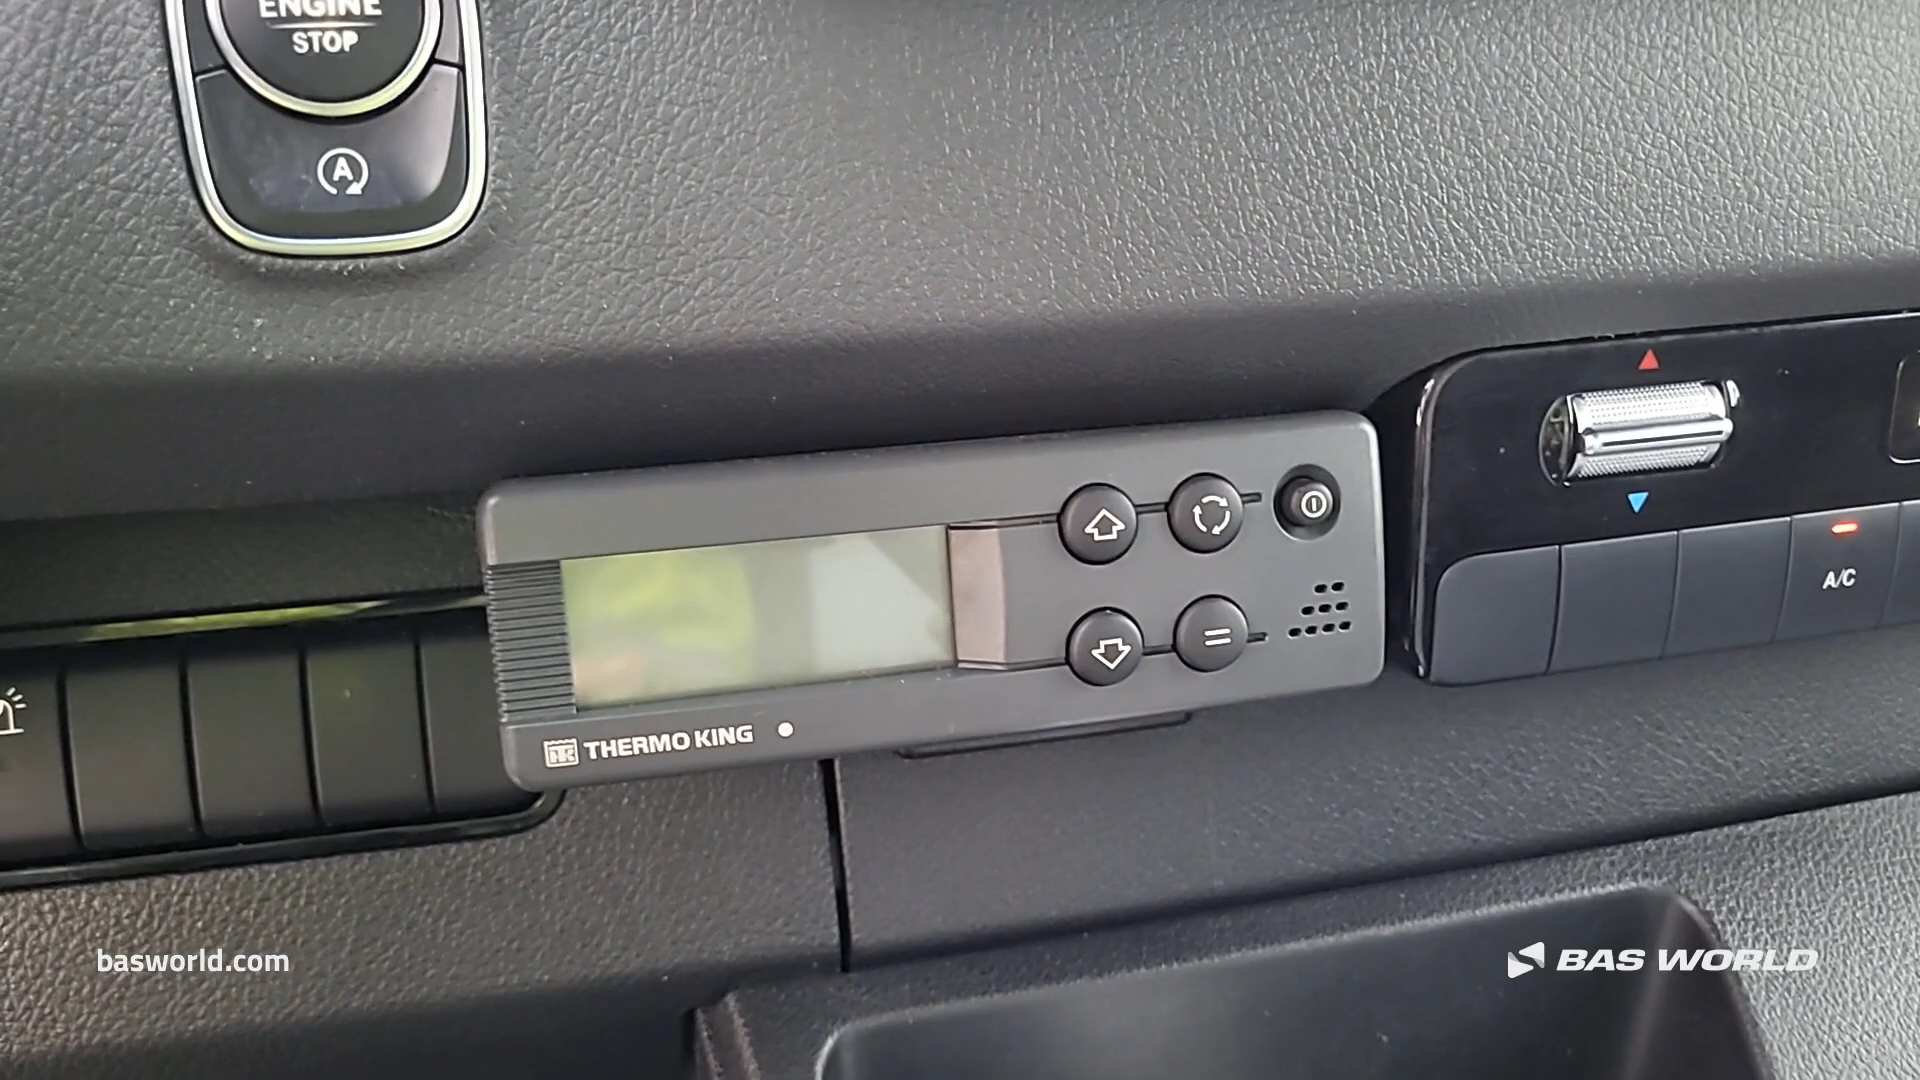 ENGINE
STOP
A
THERMO KING
A/C
basworld.com
BAS WORLD